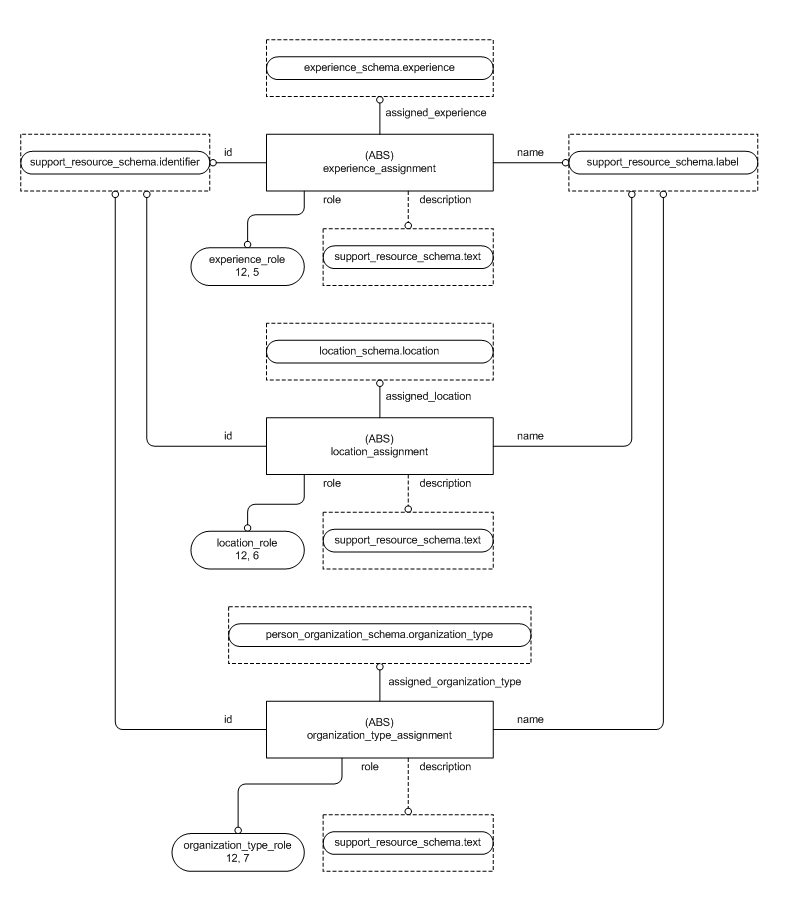 experience_schema.experience
assigned_experience
support_resource_schema.identifier
id
(ABS)
experience_assignment
name
support_resource_schema.label
role
description
experience_role
12, 5
support_resource_schema.text
location_schema.location
assigned_location
id
(ABS)
location_assignment
name
role
description
location_role
12, 6
support_resource_schema.text
person_organization_schema.organization_type
assigned_organization_type
id
(ABS)
organization_type_assignment
name
role
description
organization_type_role
12, 7
support_resource_schema.text